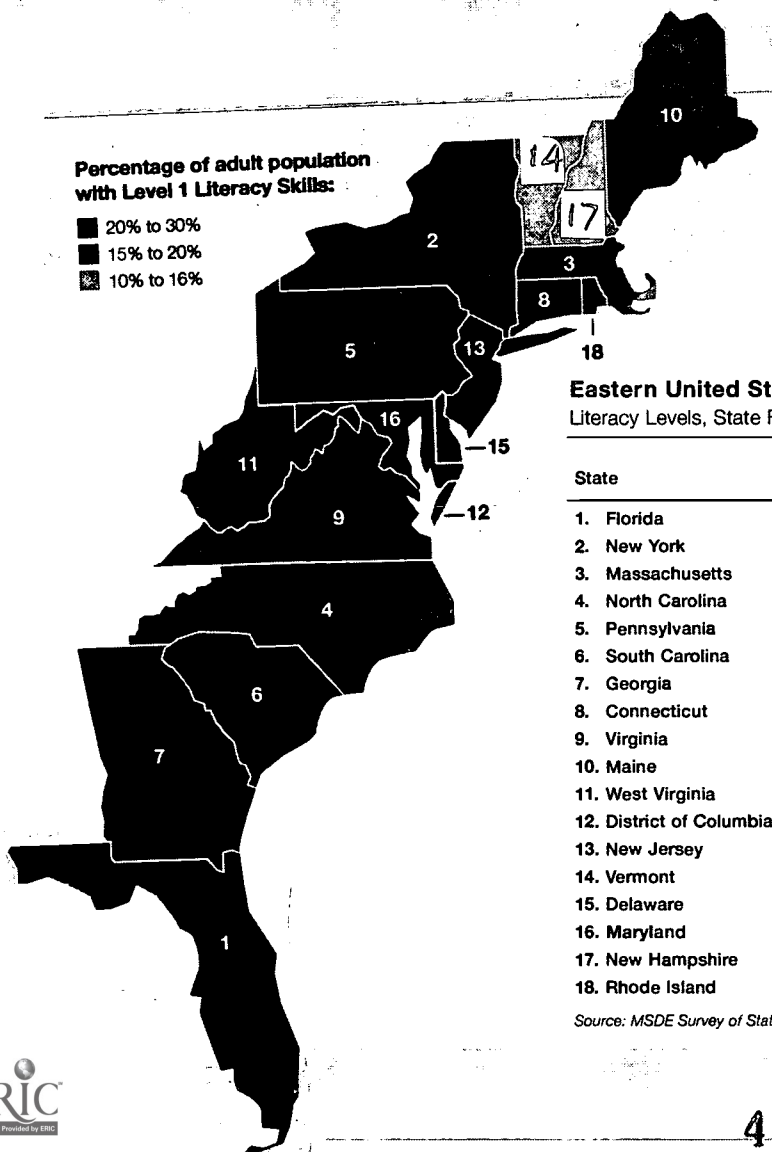 Percentage of adult population
with Level 1 Literacy Skills:
20% to 30%
15% to 20%
10% to 16%
10
14
17
2
3
8
18
5
13
16
15
11
12
9
4
6
7
1
Eastern United St
Literacy Levels, State F
State
1. Florida
2. New York
3. Massachusetts
4. North Carolina
5. Pennsylvania
6. South Carolina
7. Georgia
8. Connecticut
9. Virginia
10. Maine
11. West Virginia
12. District of Columbia
13. New Jersey
14. Vermont
15. Delaware
16. Maryland
17. New Hampshire
18. Rhode Island
Source: MSDE Survey of Stat
RIC
Provided by ERIC
4